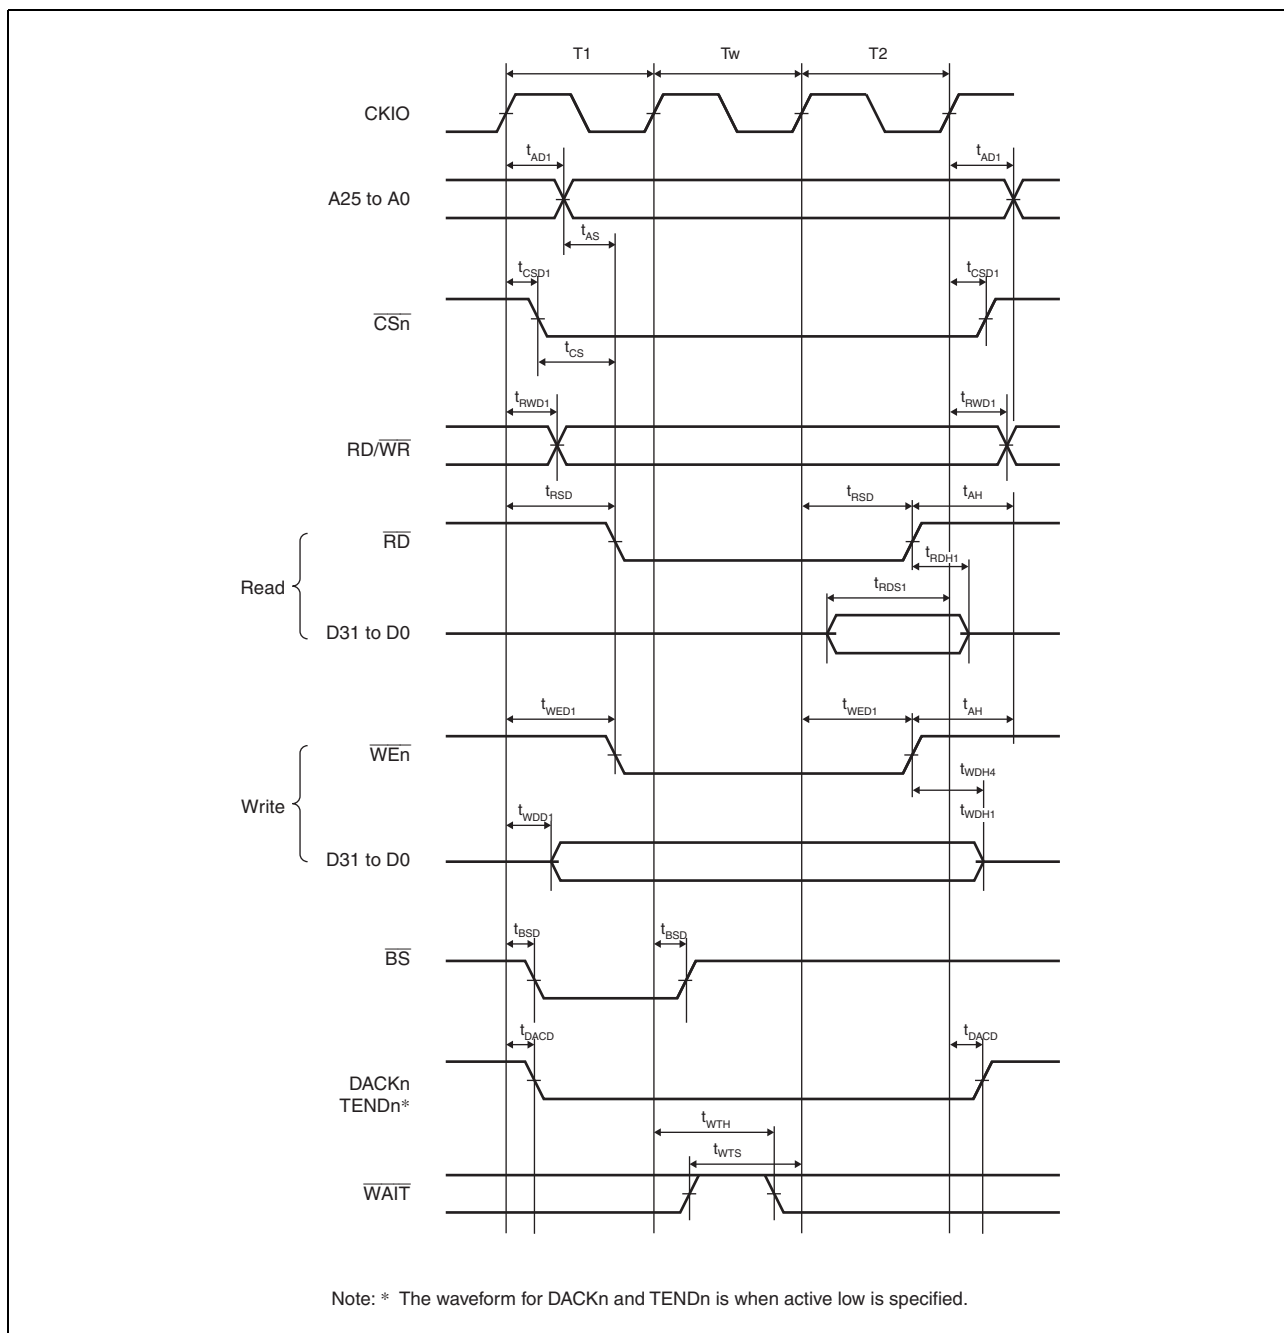 T1 Tw T2
CKIO
tAD1 tAD1
A25 to A0
tAS
tCSD1 tCSD1
CSn
tCS
tRWD1 tRWD1
RD/WR
tRSD tRSD tAH
RD
tRDH1
Read
tRDS1
D31 to D0
tWED1 tWED1 tAH
WEn
tWDH4
Write
tWDD1 tWDH1
D31 to D0
tBSD tBSD
BS
tDACD tDACD
DACKn
TENDn*
tWTH
tWTS
WAIT
Note: * The waveform for DACKn and TENDn is when active low is specified.